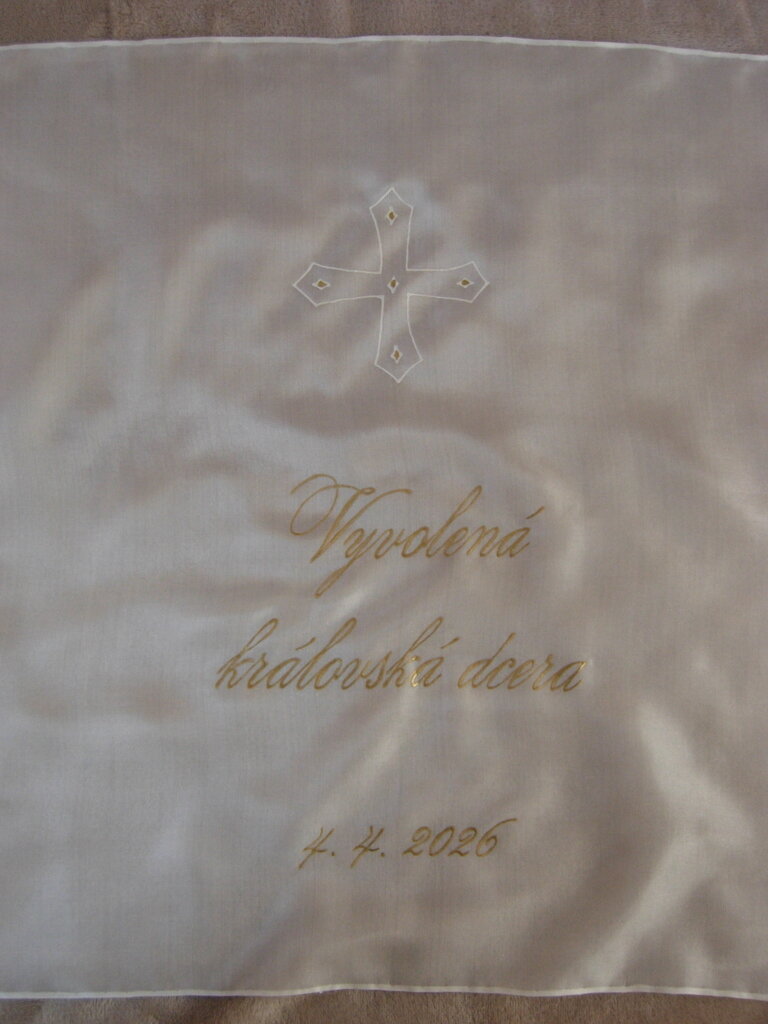 Vyvolená
královská dcera
4. 4. 2026